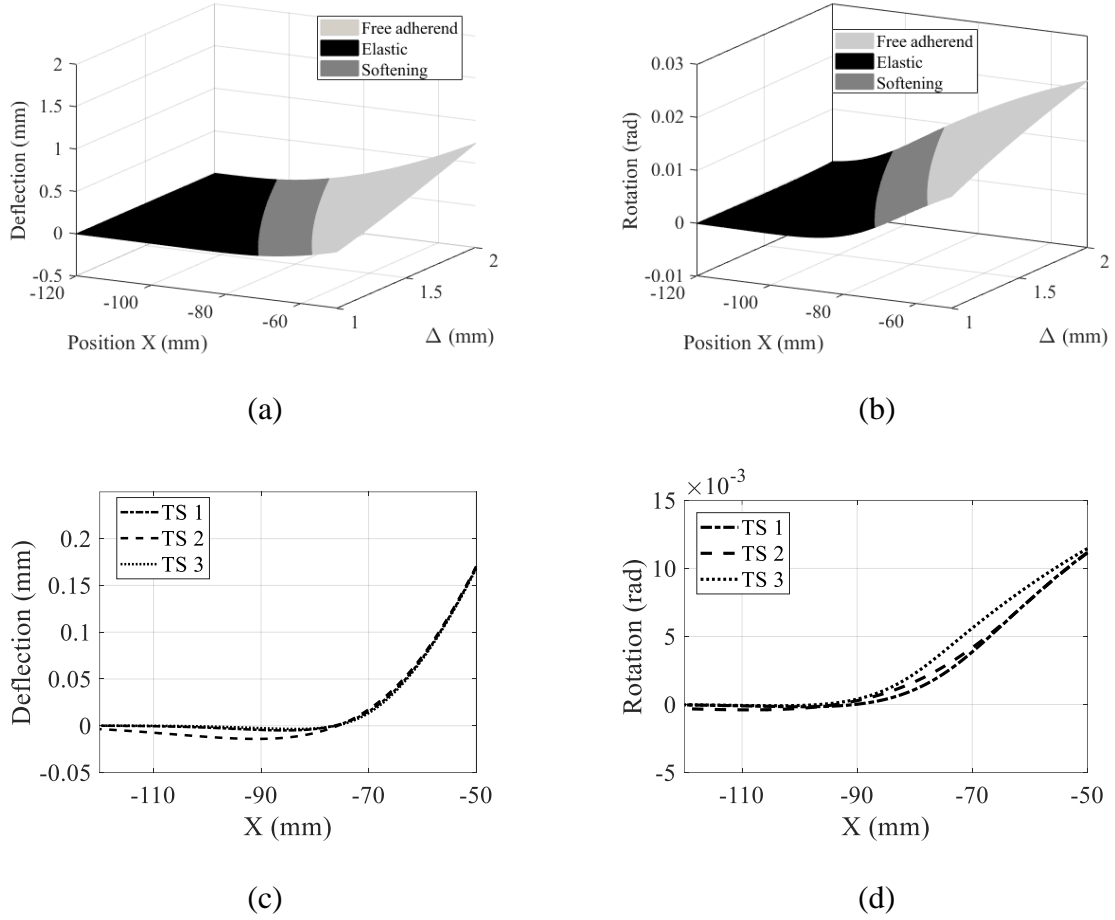 Free adherend
Elastic
Softening
2
1.5
1
0.5
0
-0.5
Deflection (mm)
-120
-100
-80
-60
Position X (mm)
1
1.5
2
Δ (mm)
(a)
Free adherend
Elastic
Softening
0.03
0.02
0.01
0
-0.01
Rotation (rad)
-120
-100
-80
-60
Position X (mm)
1
1.5
2
Δ (mm)
(b)
TS 1
TS 2
TS 3
0.2
0.15
0.1
0.05
0
-0.05
Deflection (mm)
-110
-90
-70
-50
X (mm)
(c)
×10-3
TS 1
TS 2
TS 3
15
10
5
0
-5
Rotation (rad)
-110
-90
-70
-50
X (mm)
(d)